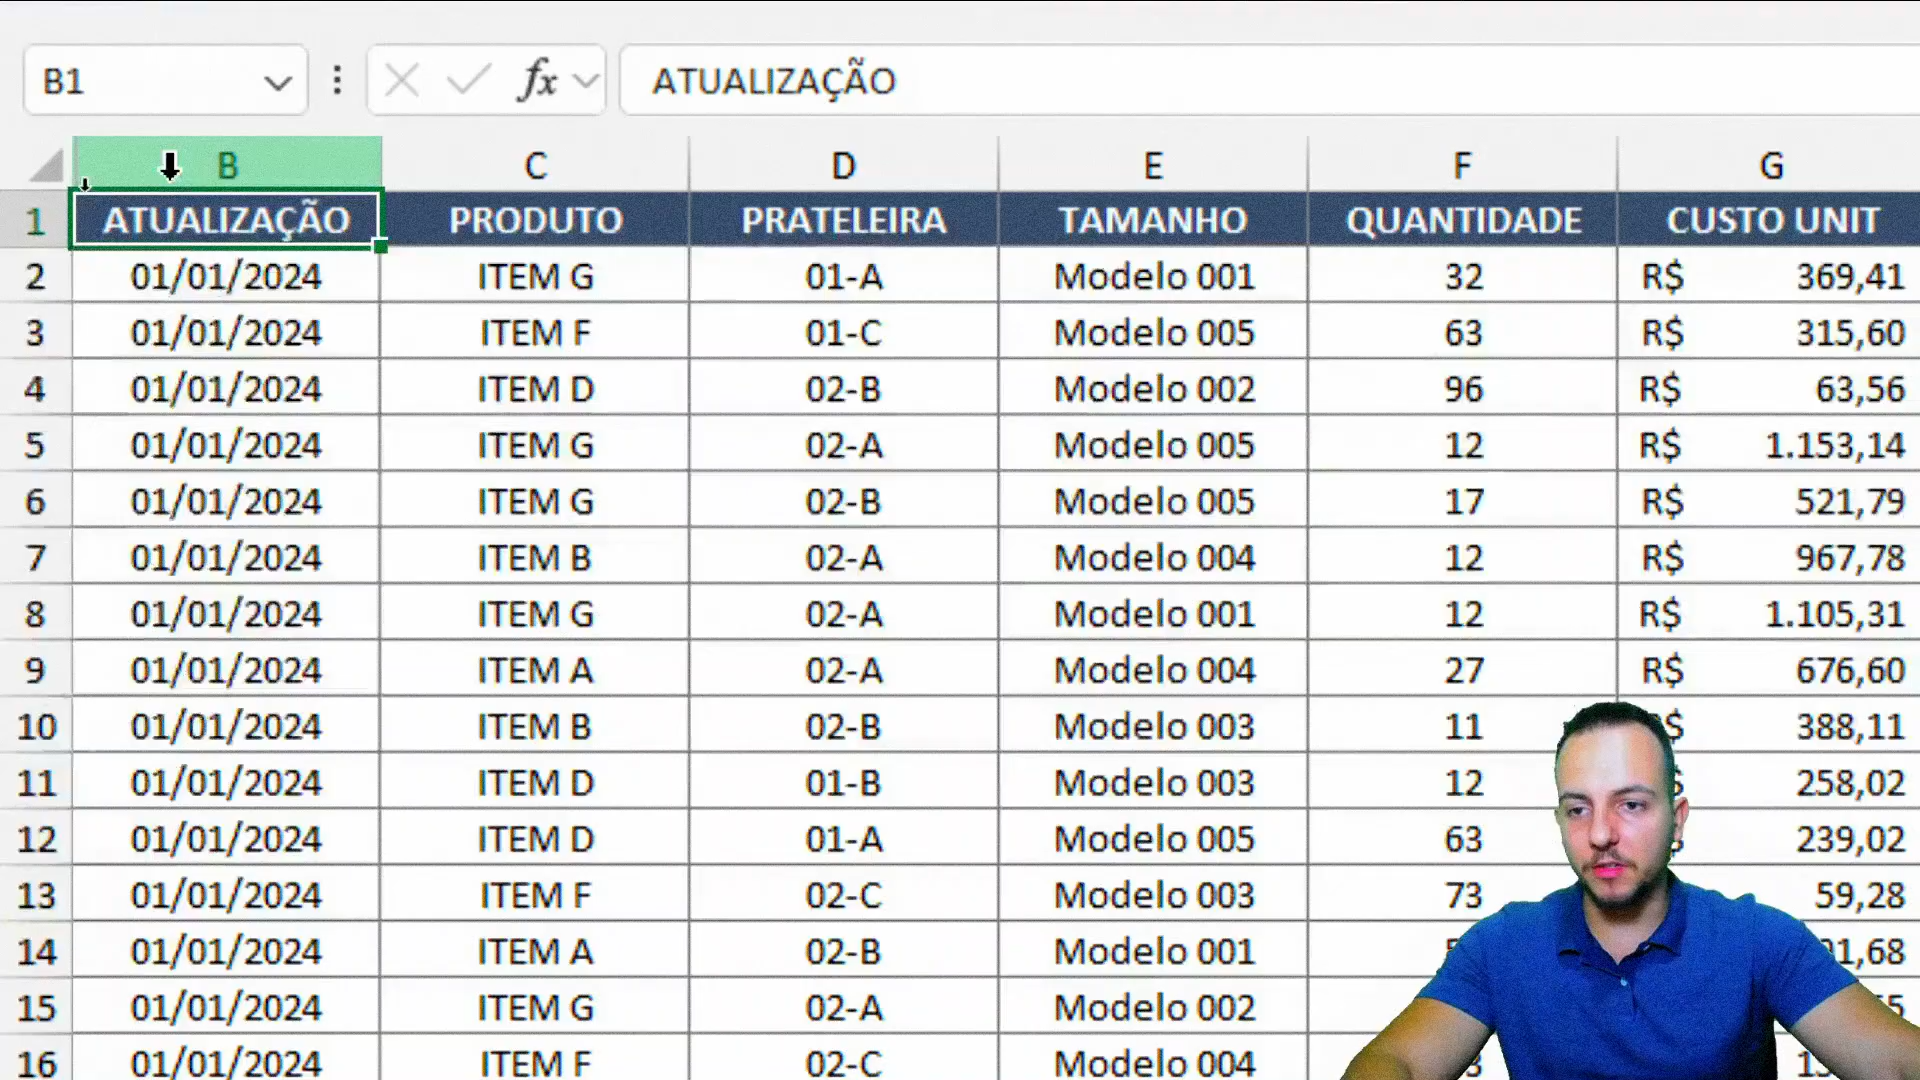 B1 fx ATUALIZAÇÃO
B C D E F G
1 ATUALIZAÇÃO PRODUTO PRATELEIRA TAMANHO QUANTIDADE CUSTO UNIT
2 01/01/2024 ITEM G 01-A Modelo 001 32 R$ 369,41
3 01/01/2024 ITEM F 01-C Modelo 005 63 R$ 315,60
4 01/01/2024 ITEM D 02-B Modelo 002 96 R$ 63,56
5 01/01/2024 ITEM G 02-A Modelo 005 12 R$ 1.153,14
6 01/01/2024 ITEM G 02-B Modelo 005 17 R$ 521,79
7 01/01/2024 ITEM B 02-A Modelo 004 12 R$ 967,78
8 01/01/2024 ITEM G 02-A Modelo 001 12 R$ 1.105,31
9 01/01/2024 ITEM A 02-A Modelo 004 27 R$ 676,60
10 01/01/2024 ITEM B 02-B Modelo 003 11 388,11
11 01/01/2024 ITEM D 01-B Modelo 003 12 258,02
12 01/01/2024 ITEM D 01-A Modelo 005 63 239,02
13 01/01/2024 ITEM F 02-C Modelo 003 73 59,28
14 01/01/2024 ITEM A 02-B Modelo 001
15 01/01/2024 ITEM G 02-A Modelo 002
16 01/01/2024 ITEM F 02-C Modelo 004